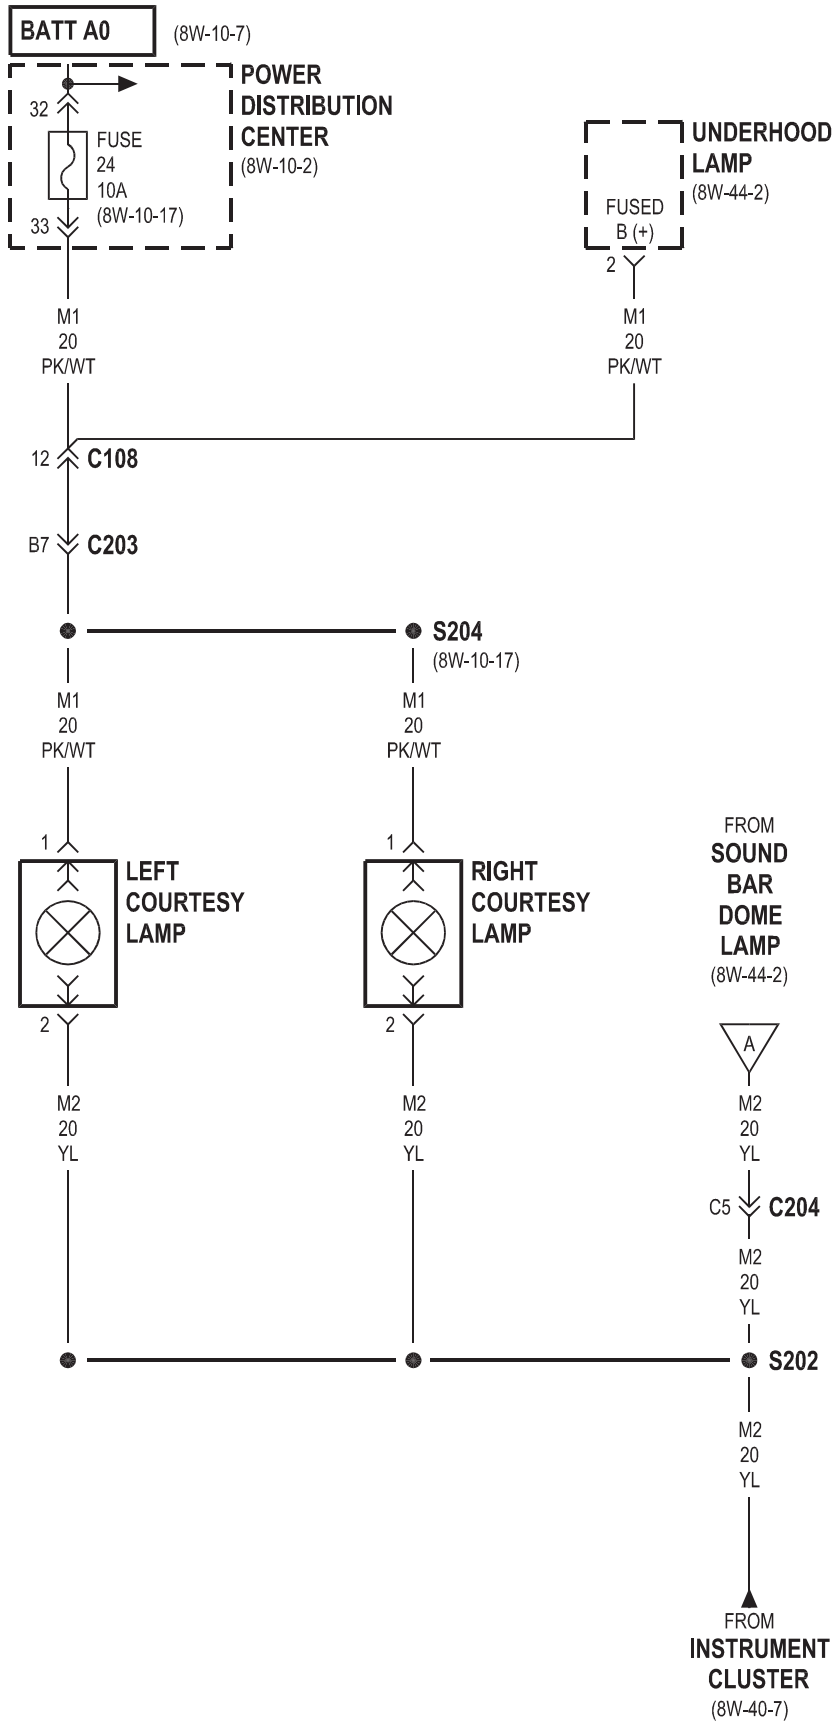 BATT A0
(8W-10-7)
POWER
DISTRIBUTION
CENTER
(8W-10-2)
32
FUSE
24
10A
(8W-10-17)
33
UNDERHOOD
LAMP
(8W-44-2)
FUSED
B (+)
2
M1
20
PK/WT
M1
20
PK/WT
12
C108
B7
C203
S204
(8W-10-17)
M1
20
PK/WT
M1
20
PK/WT
1
LEFT
COURTESY
LAMP
2
1
RIGHT
COURTESY
LAMP
2
FROM
SOUND
BAR
DOME
LAMP
(8W-44-2)
A
M2
20
YL
M2
20
YL
M2
20
YL
C5
C204
M2
20
YL
S202
M2
20
YL
FROM
INSTRUMENT
CLUSTER
(8W-40-7)